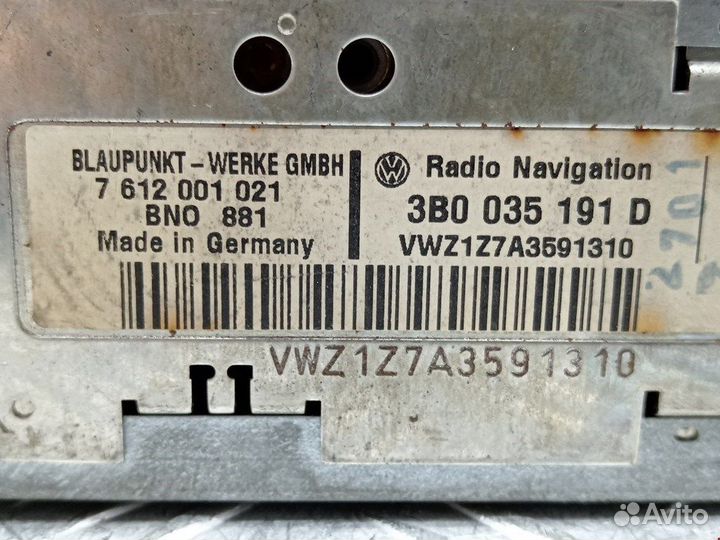 BLAUPUNKT - WERKE GMBH
7 612 001 021
BNO 881
Made in Germany
Radio Navigation
3B0 035 191 D
VWZ1Z7A3591310
2701
VWZ1Z7A3591310
Avito